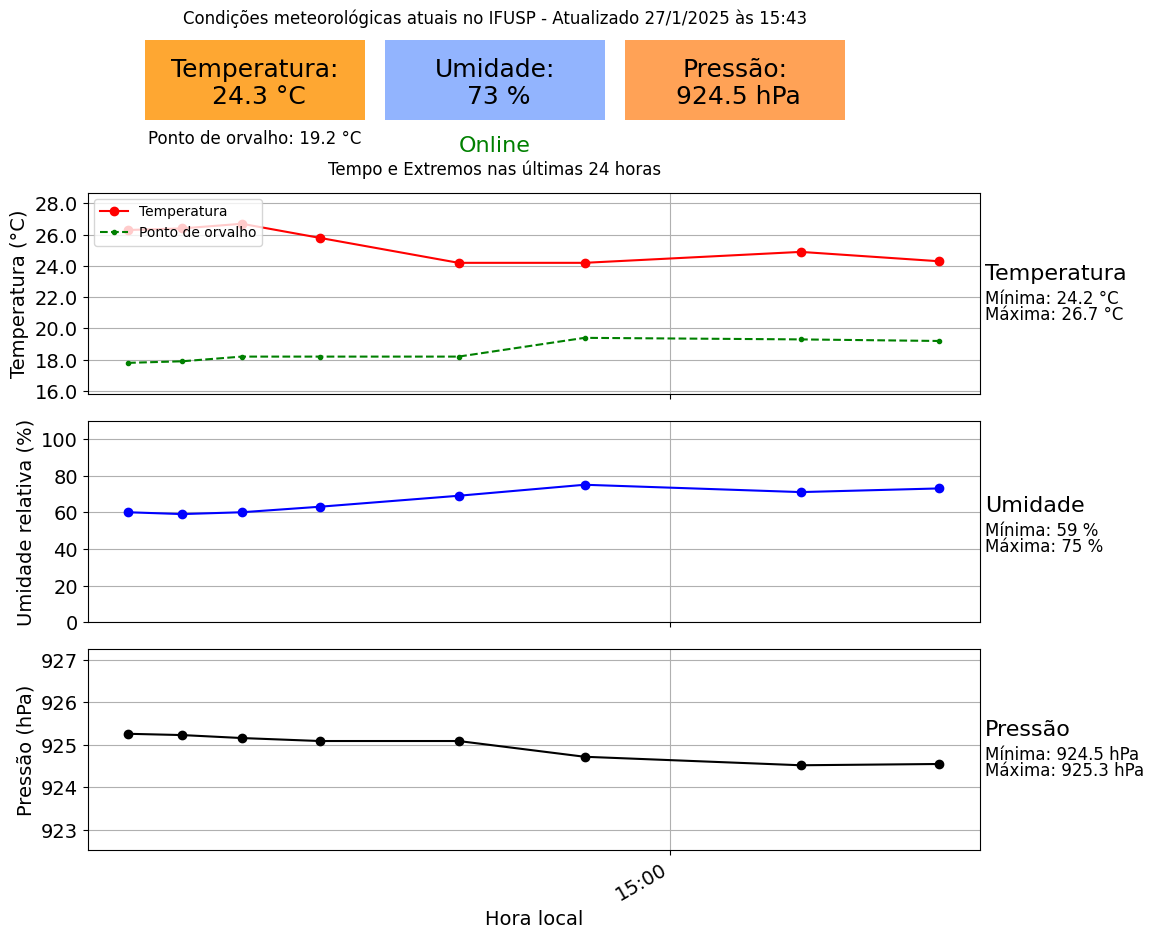 Condições meteorológicas atuais no IFUSP - Atualizado 27/1/2025 às 15:43
Temperatura:
24.3 °C
Umidade:
73 %
Pressão:
924.5 hPa
Ponto de orvalho: 19.2 °C
Online
Tempo e Extremos nas últimas 24 horas
Temperatura (°C)
28.0
26.0
24.0
22.0
20.0
18.0
16.0
Temperatura
Ponto de orvalho
Temperatura
Mínima: 24.2 °C
Máxima: 26.7 °C
Umidade relativa (%)
100
80
60
40
20
0
Umidade
Mínima: 59 %
Máxima: 75 %
Pressão (hPa)
927
926
925
924
923
Pressão
Mínima: 924.5 hPa
Máxima: 925.3 hPa
15:00
Hora local